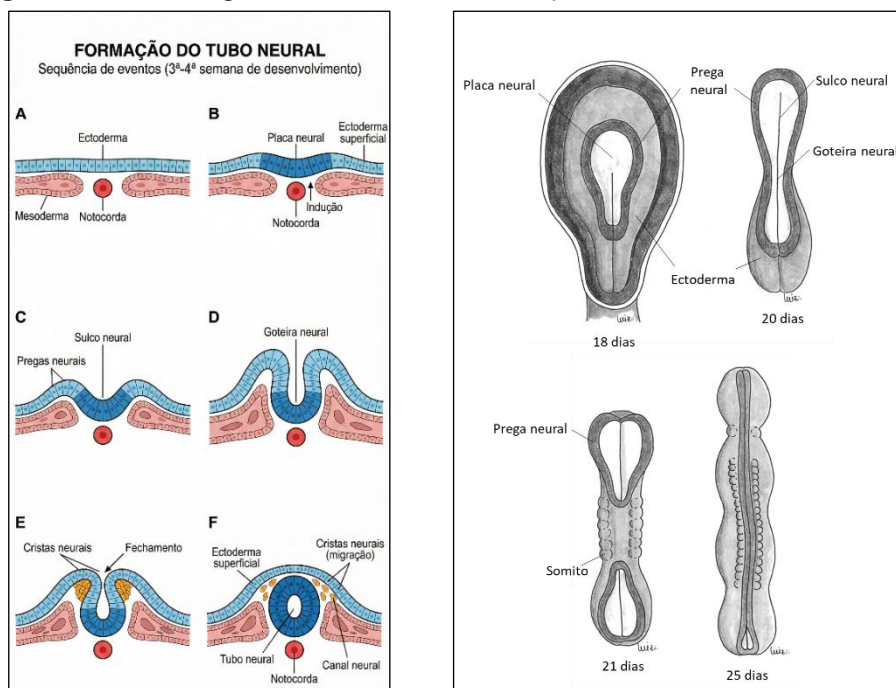 FORMAÇÃO DO TUBO NEURAL
Sequência de eventos (3ª-4ª semana de desenvolvimento)
A
Ectoderma
Mesoderma
Notocorda
B
Placa neural
Ectoderma
superficial
Indução
Notocorda
C
Sulco neural
Pregas neurais
D
Goteira neural
E
Cristas neurais
Fechamento
F
Ectoderma
superficial
Cristas neurais
(migração)
Tubo neural
Notocorda
Canal neural
Placa neural
Prega
neural
Sulco neural
Goteira neural
Ectoderma
18 dias
20 dias
Prega neural
Somito
21 dias
25 dias